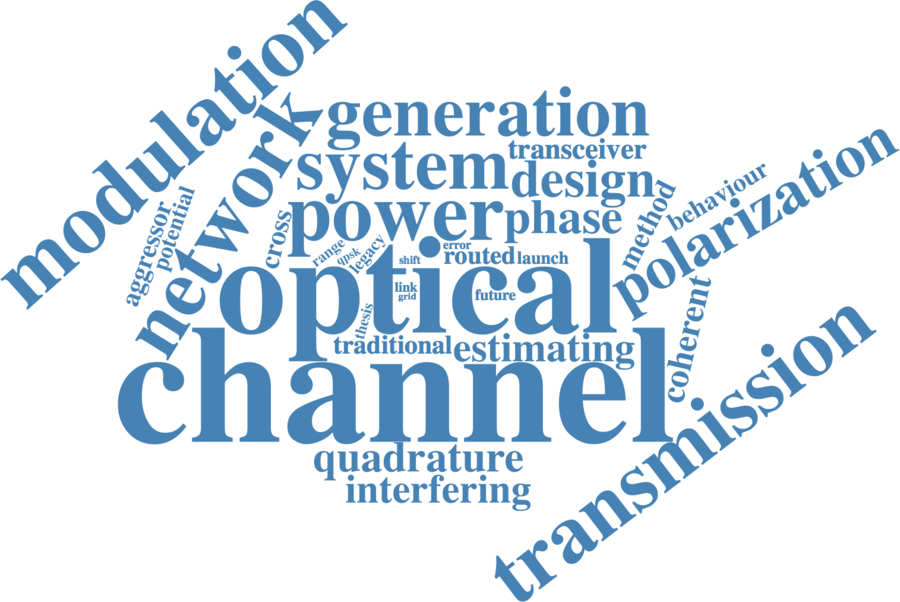 modulation
network
generation
system
transceiver
design
power
phase
method
behaviour
polarization
aggressor
potential
cross
range
qpsk
legacy
shift
error
routed
launch
optical
link
grid
future
thesis
traditional
estimating
coherent
channel
transmission
quadrature
interfering